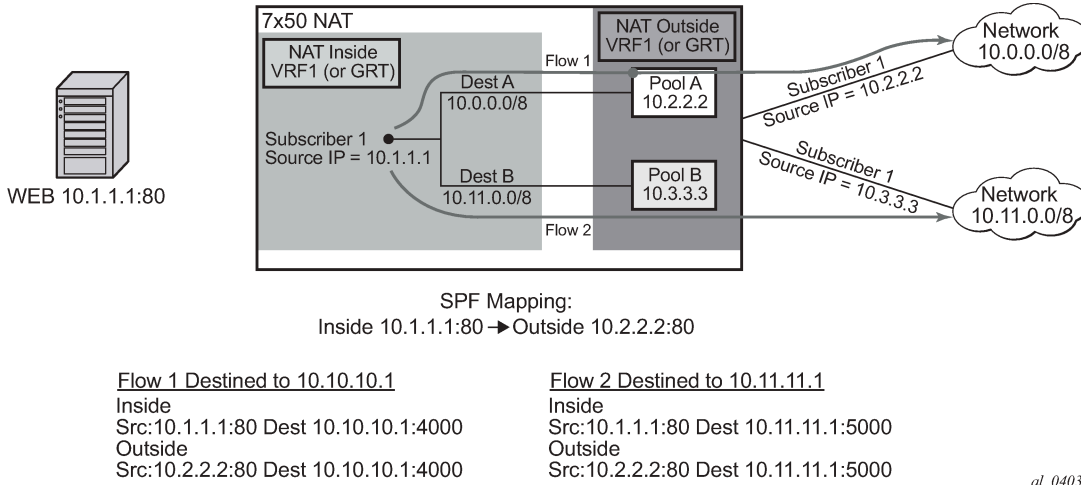 7x50 NAT
NAT Inside
VRF1 (or GRT)
NAT Outside
VRF1 (or GRT)
Flow 1
Dest A
10.0.0.0/8
Pool A
10.2.2.2
Subscriber 1
Source IP = 10.1.1.1
Dest B
10.11.0.0/8
Pool B
10.3.3.3
Flow 2
Subscriber 1
Source IP = 10.2.2.2
Subscriber 1
Source IP = 10.3.3.3
Network
10.0.0.0/8
Network
10.11.0.0/8
WEB 10.1.1.1:80
SPF Mapping:
Inside 10.1.1.1:80 → Outside 10.2.2.2:80
Flow 1 Destined to 10.10.10.1
Inside
Src:10.1.1.1:80 Dest 10.10.10.1:4000
Outside
Src:10.2.2.2:80 Dest 10.10.10.1:4000
Flow 2 Destined to 10.11.11.1
Inside
Src:10.1.1.1:80 Dest 10.11.11.1:5000
Outside
Src:10.2.2.2:80 Dest 10.11.11.1:5000
al_0403